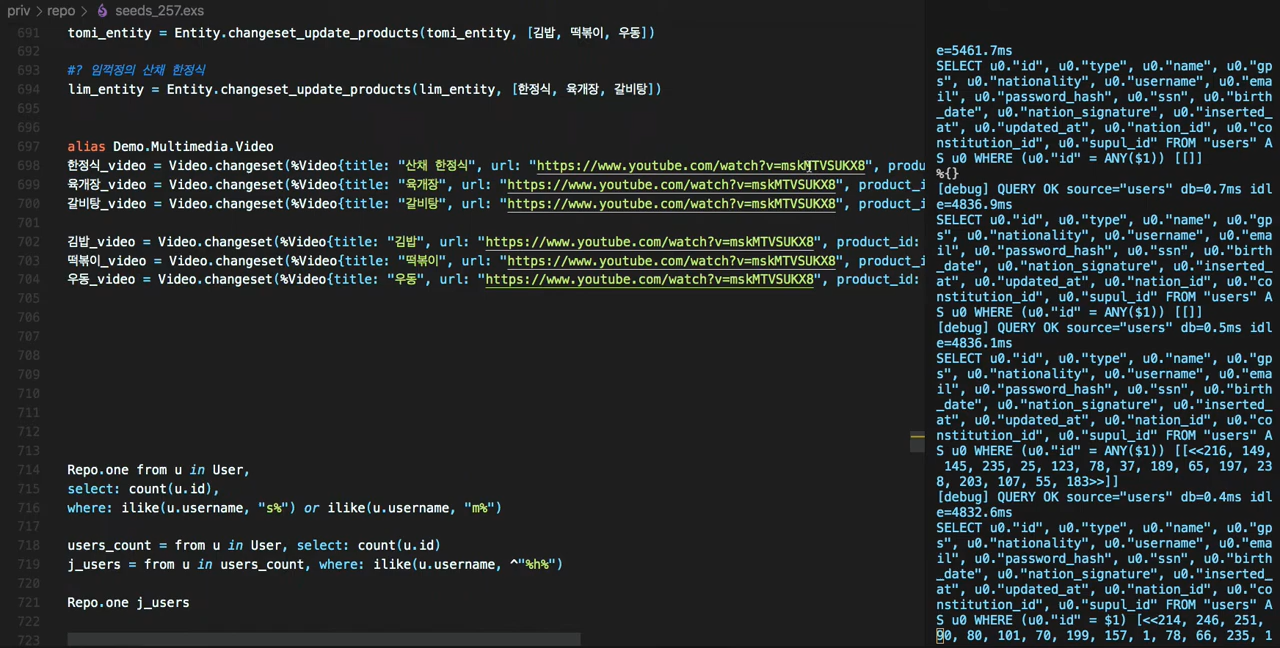 priv > repo > seeds_257.exs
691 tomi_entity = Entity.changeset_update_products(tomi_entity, [김밥, 떡볶이, 우동])
692
693 #? 임꺽정의 산채 한정식
694 lim_entity = Entity.changeset_update_products(lim_entity, [한정식, 육개장, 갈비탕])
695
696
697 alias Demo.Multimedia.Video
698 한정식_video = Video.changeset(%Video{title: "산채 한정식", url: "https://www.youtube.com/watch?v=mskMTVSUKX8", produ
699 육개장_video = Video.changeset(%Video{title: "육개장", url: "https://www.youtube.com/watch?v=mskMTVSUKX8", product_i
700 갈비탕_video = Video.changeset(%Video{title: "갈비탕", url: "https://www.youtube.com/watch?v=mskMTVSUKX8", product_i
701
702 김밥_video = Video.changeset(%Video{title: "김밥", url: "https://www.youtube.com/watch?v=mskMTVSUKX8", product_id:
703 떡볶이_video = Video.changeset(%Video{title: "떡볶이", url: "https://www.youtube.com/watch?v=mskMTVSUKX8", product_i
704 우동_video = Video.changeset(%Video{title: "우동", url: "https://www.youtube.com/watch?v=mskMTVSUKX8", product_id:
705
706
707
708
709
710
711
712
713
714 Repo.one from u in User,
715 select: count(u.id),
716 where: ilike(u.username, "s%") or ilike(u.username, "m%")
717
718 users_count = from u in User, select: count(u.id)
719 j_users = from u in users_count, where: ilike(u.username, ^"%h%")
720
721 Repo.one j_users
722
723
e=5461.7ms
SELECT u0."id", u0."type", u0."name", u0."gp
s", u0."nationality", u0."username", u0."ema
il", u0."password_hash", u0."ssn", u0."birth
_date", u0."nation_signature", u0."inserted_
at", u0."updated_at", u0."nation_id", u0."co
nstitution_id", u0."supul_id" FROM "users" A
S u0 WHERE (u0."id" = ANY($1)) [[]]
%{}
[debug] QUERY OK source="users" db=0.7ms idl
e=4836.9ms
SELECT u0."id", u0."type", u0."name", u0."gp
s", u0."nationality", u0."username", u0."ema
il", u0."password_hash", u0."ssn", u0."birth
_date", u0."nation_signature", u0."inserted_
at", u0."updated_at", u0."nation_id", u0."co
nstitution_id", u0."supul_id" FROM "users" A
S u0 WHERE (u0."id" = ANY($1)) [[]]
[debug] QUERY OK source="users" db=0.5ms idl
e=4836.1ms
SELECT u0."id", u0."type", u0."name", u0."gp
s", u0."nationality", u0."username", u0."ema
il", u0."password_hash", u0."ssn", u0."birth
_date", u0."nation_signature", u0."inserted_
at", u0."updated_at", u0."nation_id", u0."co
nstitution_id", u0."supul_id" FROM "users" A
S u0 WHERE (u0."id" = ANY($1)) [[<<216, 149,
145, 235, 25, 123, 78, 37, 189, 65, 197, 23
8, 203, 107, 55, 183>>]]
[debug] QUERY OK source="users" db=0.4ms idl
e=4832.6ms
SELECT u0."id", u0."type", u0."name", u0."gp
s", u0."nationality", u0."username", u0."ema
il", u0."password_hash", u0."ssn", u0."birth
_date", u0."nation_signature", u0."inserted_
at", u0."updated_at", u0."nation_id", u0."co
nstitution_id", u0."supul_id" FROM "users" A
S u0 WHERE (u0."id" = $1) [<<214, 246, 251,
90, 80, 101, 70, 199, 157, 1, 78, 66, 235, 1